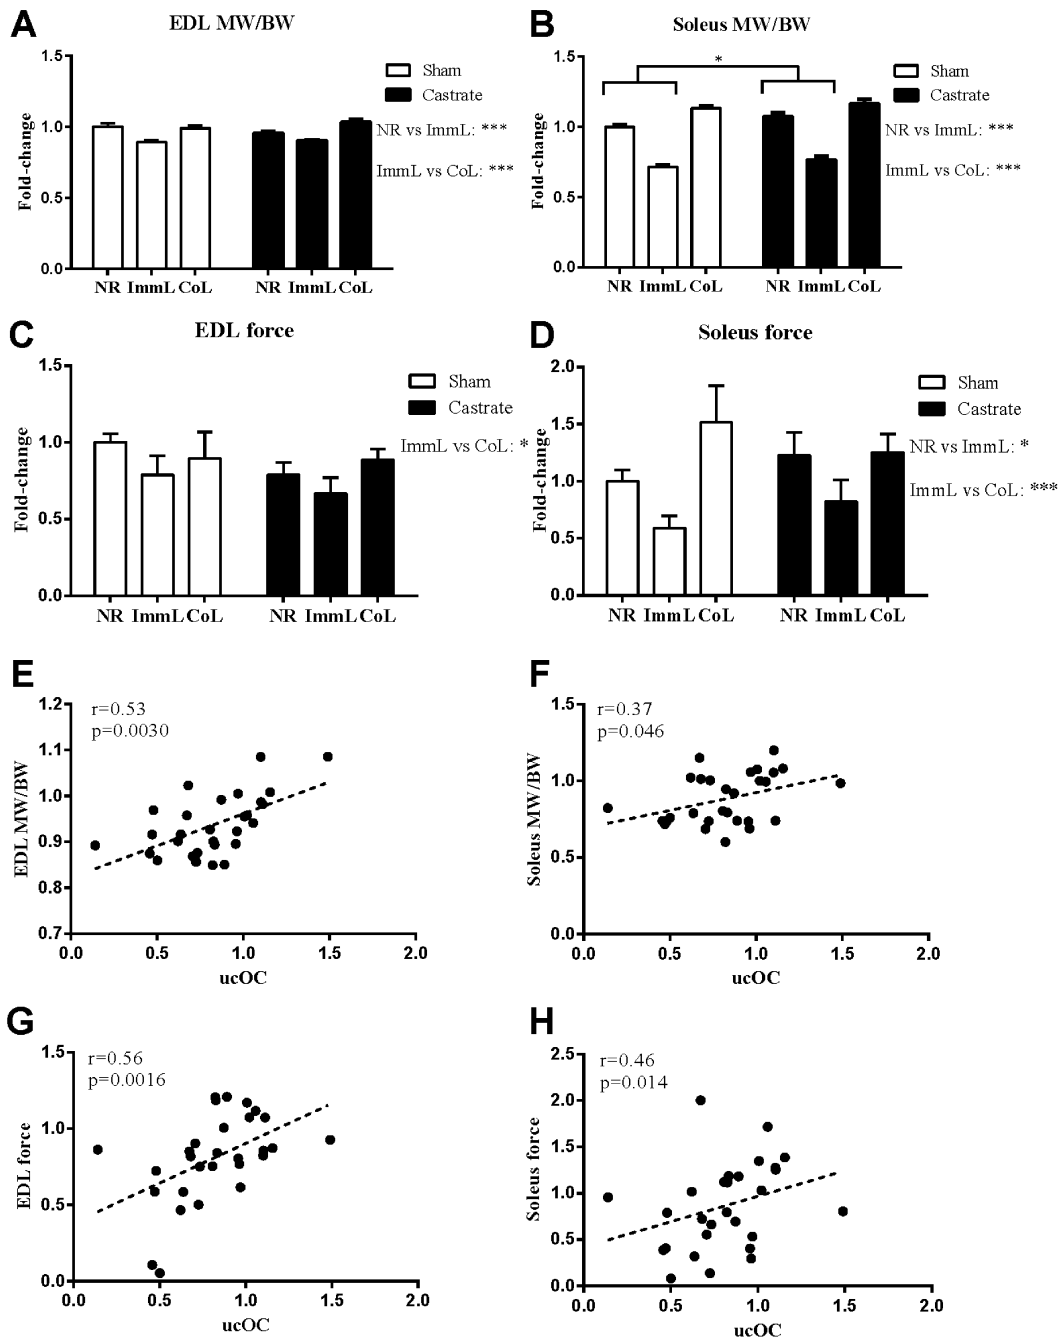 A
EDL MW/BW
Fold-change
1.5
1.0
0.5
0.0
NR ImmL CoL
NR ImmL CoL
Sham
Castrate
NR vs ImmL: ***
ImmL vs CoL: ***
B
Soleus MW/BW
Fold-change
1.5
1.0
0.5
0.0
*
NR ImmL CoL
NR ImmL CoL
Sham
Castrate
NR vs ImmL: ***
ImmL vs CoL: ***
C
EDL force
Fold-change
1.5
1.0
0.5
0.0
NR ImmL CoL
NR ImmL CoL
Sham
Castrate
ImmL vs CoL: *
D
Soleus force
Fold-change
2.0
1.5
1.0
0.5
0.0
NR ImmL CoL
NR ImmL CoL
Sham
Castrate
NR vs ImmL: *
ImmL vs CoL: ***
E
r=0.53
p=0.0030
EDL MW/BW
1.2
1.1
1.0
0.9
0.8
0.7
0.0 0.5 1.0 1.5 2.0
ucOC
F
r=0.37
p=0.046
Soleus MW/BW
1.5
1.0
0.5
0.0
0.0 0.5 1.0 1.5 2.0
ucOC
G
r=0.56
p=0.0016
EDL force
1.5
1.0
0.5
0.0
0.0 0.5 1.0 1.5 2.0
ucOC
H
r=0.46
p=0.014
Soleus force
2.5
2.0
1.5
1.0
0.5
0.0
0.0 0.5 1.0 1.5 2.0
ucOC